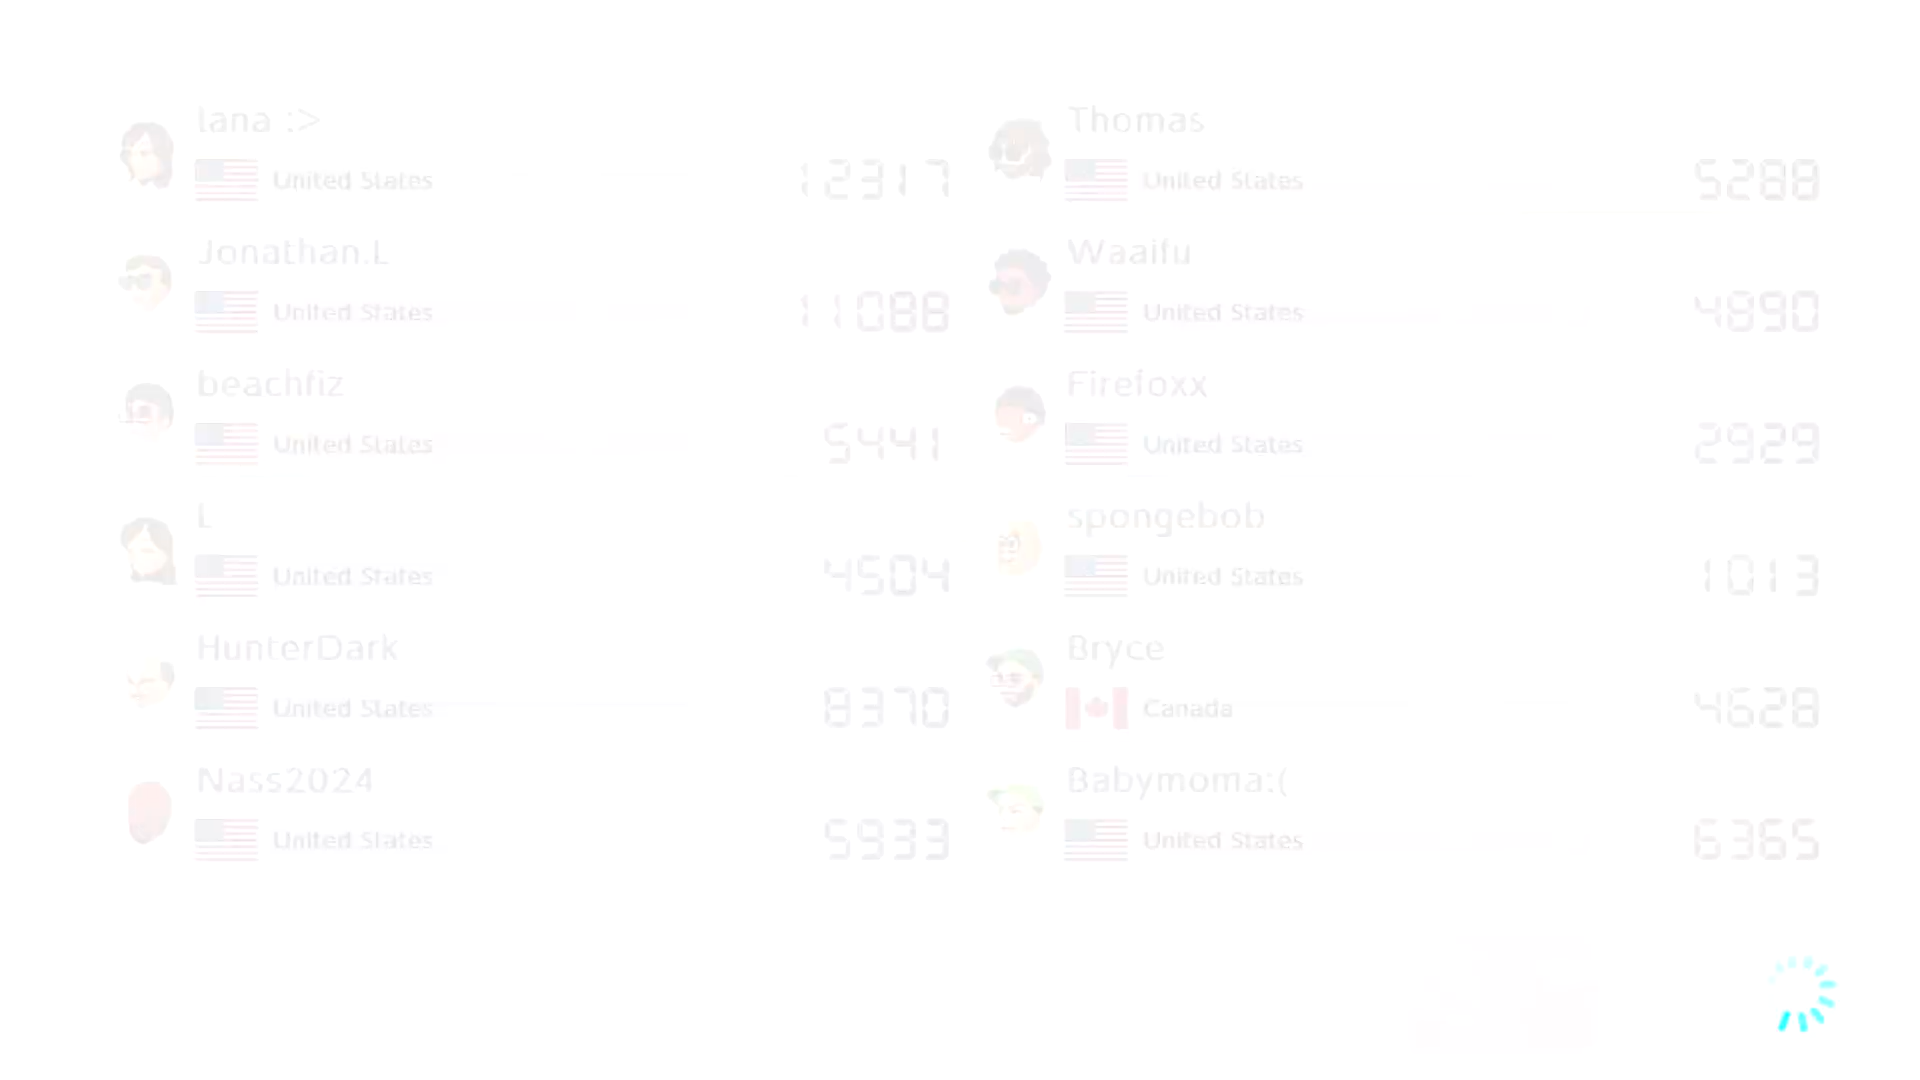 lana :>
United States
12317
Jonathan.L
United States
11088
beachfiz
United States
5441
L
United States
4504
HunterDark
United States
8370
Nass2024
United States
5933
Thomas
United States
5288
Waaifu
United States
4890
Firefoxx
United States
2929
spongebob
United States
1013
Bryce
Canada
4628
Babymoma:(
United States
6365